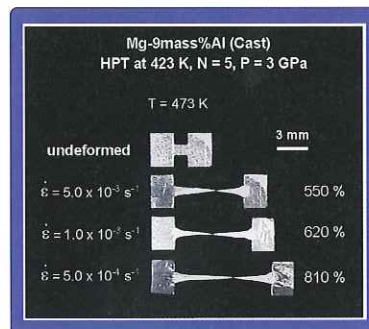 Mg-9mass%Al (Cast)
HPT at 423 K, N = 5, P = 3 GPa
T = 473 K
3 mm
undeformed
ε̇ = 5.0 x 10⁻³ s⁻¹ 550 %
ε̇ = 1.0 x 10⁻³ s⁻¹ 620 %
ε̇ = 5.0 x 10⁻⁴ s⁻¹ 810 %